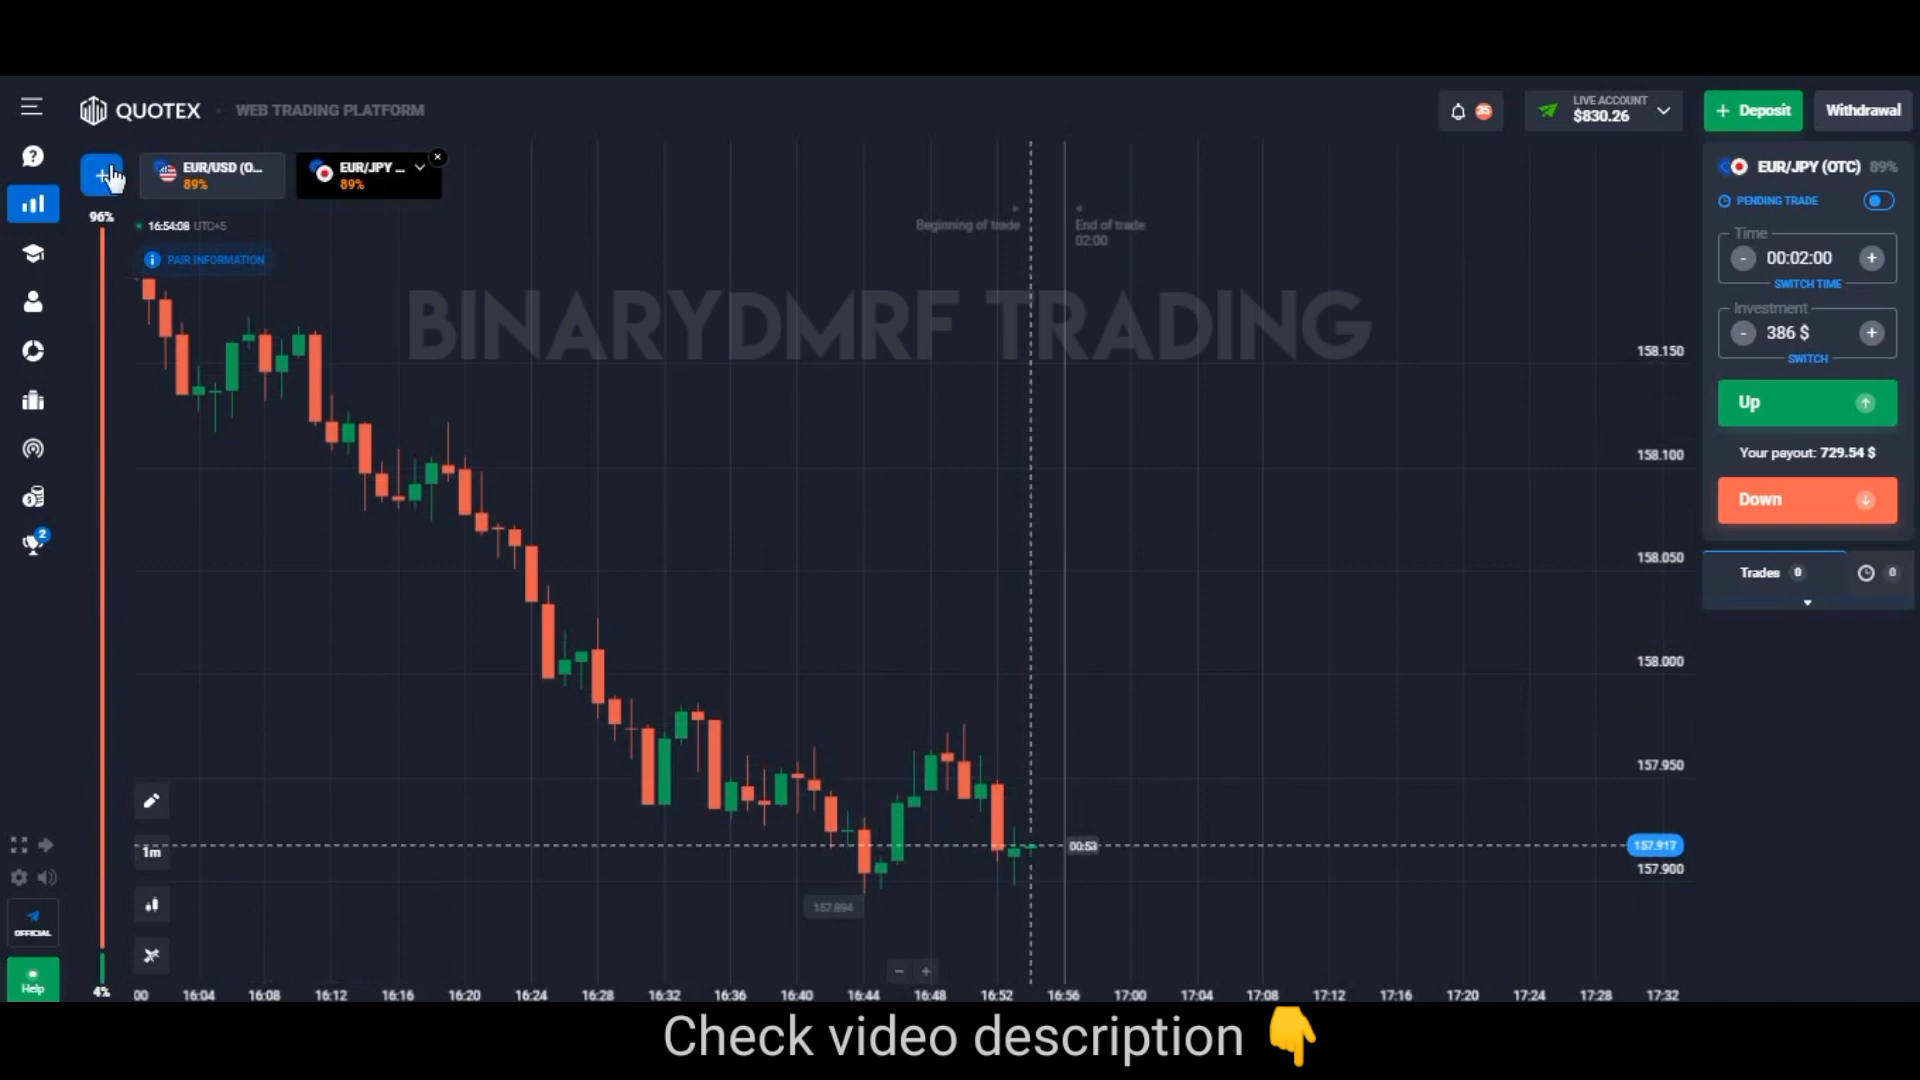 QUOTEX
WEB TRADING PLATFORM
35
LIVE ACCOUNT
$830.26
+ Deposit
Withdrawal
EUR/USD (O...
89%
EUR/JPY ...
89%
96%
16:54:08 UTC+5
PAIR INFORMATION
Beginning of trade
End of trade
02:00
BINARYDMRF TRADING
EUR/JPY (OTC) 89%
PENDING TRADE
Time
- 00:02:00 +
SWITCH TIME
Investment
- 386 $ +
SWITCH
Up
Your payout: 729.54 $
Down
Trades 0
0
2
158.150
158.100
158.050
158.000
157.950
157.917
157.900
00:53
157.894
1m
OFFICIAL
Help
4%
- +
00 16:04 16:08 16:12 16:16 16:20 16:24 16:28 16:32 16:36 16:40 16:44 16:48 16:52 16:56 17:00 17:04 17:08 17:12 17:16 17:20 17:24 17:28 17:32
Check video description 👇